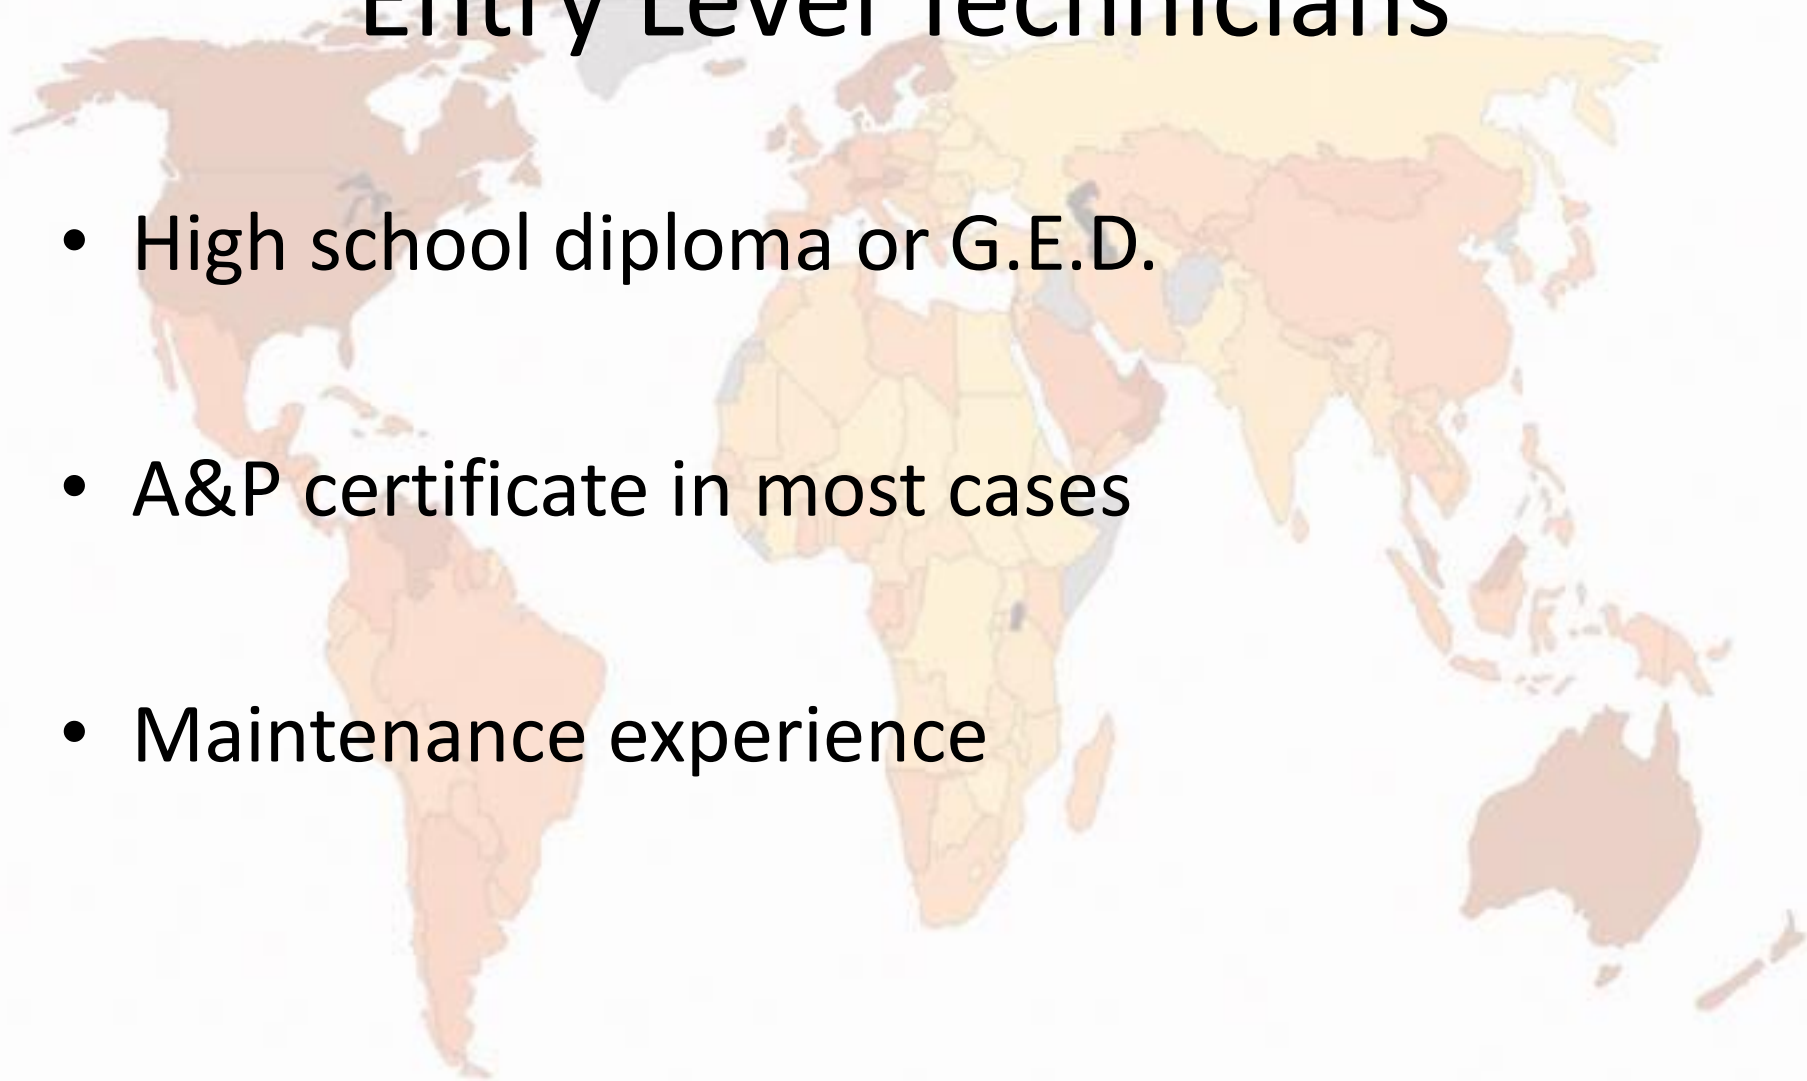 Entry Level Technicians
• High school diploma or G.E.D.
• A&P certificate in most cases
• Maintenance experience